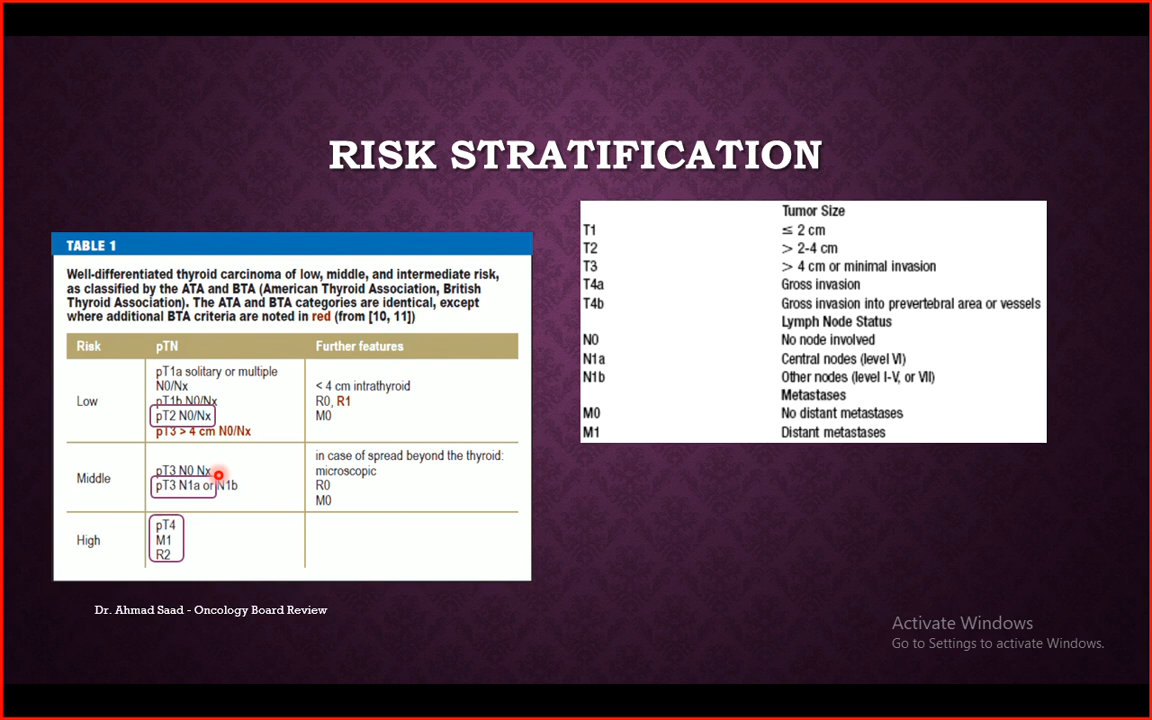 RISK STRATIFICATION
TABLE 1
Well-differentiated thyroid carcinoma of low, middle, and intermediate risk,
as classified by the ATA and BTA (American Thyroid Association, British
Thyroid Association). The ATA and BTA categories are identical, except
where additional BTA criteria are noted in red (from [10, 11])
Risk pTN Further features
Low
pT1a solitary or multiple
N0/Nx
pT1b N0/Nx
pT2 N0/Nx
pT3 > 4 cm N0/Nx
< 4 cm intrathyroid
R0, R1
M0
Middle
pT3 N0 Nx
pT3 N1a or N1b
in case of spread beyond the thyroid:
microscopic
R0
M0
High
pT4
M1
R2
Tumor Size
T1 ≤ 2 cm
T2 > 2-4 cm
T3 > 4 cm or minimal invasion
T4a Gross invasion
T4b Gross invasion into prevertebral area or vessels
Lymph Node Status
N0 No node involved
N1a Central nodes (level VI)
N1b Other nodes (level I-V, or VII)
Metastases
M0 No distant metastases
M1 Distant metastases
Dr. Ahmad Saad - Oncology Board Review
Activate Windows
Go to Settings to activate Windows.